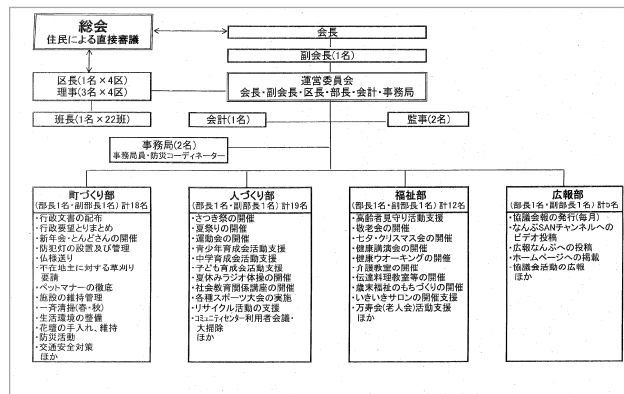 総会
住民による直接審議
会長
副会長(1名)
区長(1名×4区)
理事(3名×4区)
運営委員会
会長・副会長・区長・部長・会計・事務局
班長(1名×22班)
会計(1名)
監事(2名)
事務局(2名)
事務局員・防災コーディネーター
町づくり部
(部長1名・副部長1名)計18名
・行政文書の配布
・行政要望とりまとめ
・新年会・とんどさんの開催
・防犯灯の設置及び管理
・仏様送り
・不在地主に対する草刈り
要請
・ペットマナーの徹底
・施設の維持管理
・一斉清掃(春・秋)
・生活環境の整備
・花壇の手入れ、維持
・防災活動
・交通安全対策
ほか
人づくり部
(部長1名・副部長1名)計19名
・さつき祭の開催
・夏祭りの開催
・運動会の開催
・青少年育成会活動支援
・中学育成会活動支援
・子ども育成会活動支援
・夏休みラジオ体操の開催
・社会教育関係講座の開催
・各種スポーツ大会の実施
・リサイクル活動の支援
・コミュニティセンター利用者会議・
大掃除
ほか
福祉部
(部長1名・副部長1名)計12名
・高齢者見守り活動支援
・敬老会の開催
・七夕・クリスマス会の開催
・健康講演会の開催
・健康ウオーキングの開催
・介護教室の開催
・伝達料理教室等の開催
・歳末福祉のもちづくりの開催
・いきいきサロンの開催支援
・万寿会(老人会)活動支援
ほか
広報部
(部長1名・副部長1名)計5名
・協議会報の発行(毎月)
・なんぶSANチャンネルへの
ビデオ投稿
・広報なんぶへの投稿
・ホームページへの掲載
・協議会活動の広報
ほか